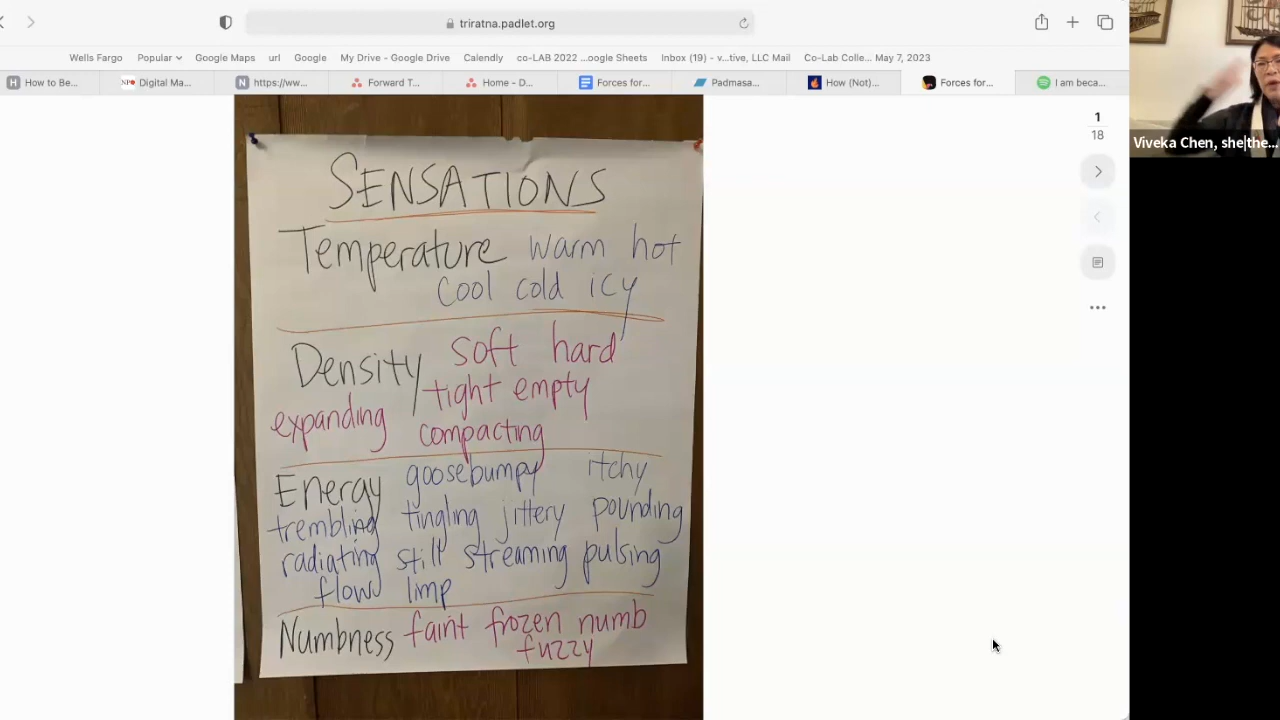 triratna.padlet.org
Wells Fargo Popular Google Maps url Google My Drive - Google Drive Calendly co-LAB 2022 ...oogle Sheets Inbox (19) - v...tive, LLC Mail Co-Lab Colle... May 7, 2023
H How to Be... NPO Digital Ma... N https://ww... Forward T... Home - D... Forces for... Padmasa... How (Not)... Forces for... I am beca...
1
18
Viveka Chen, she|the...
SENSATIONS
Temperature warm hot
cool cold icy
Density soft hard
tight empty
expanding compacting
Energy goosebumpy itchy
trembling tingling jittery pounding
radiating still streaming pulsing
flow limp
Numbness faint frozen numb
fuzzy